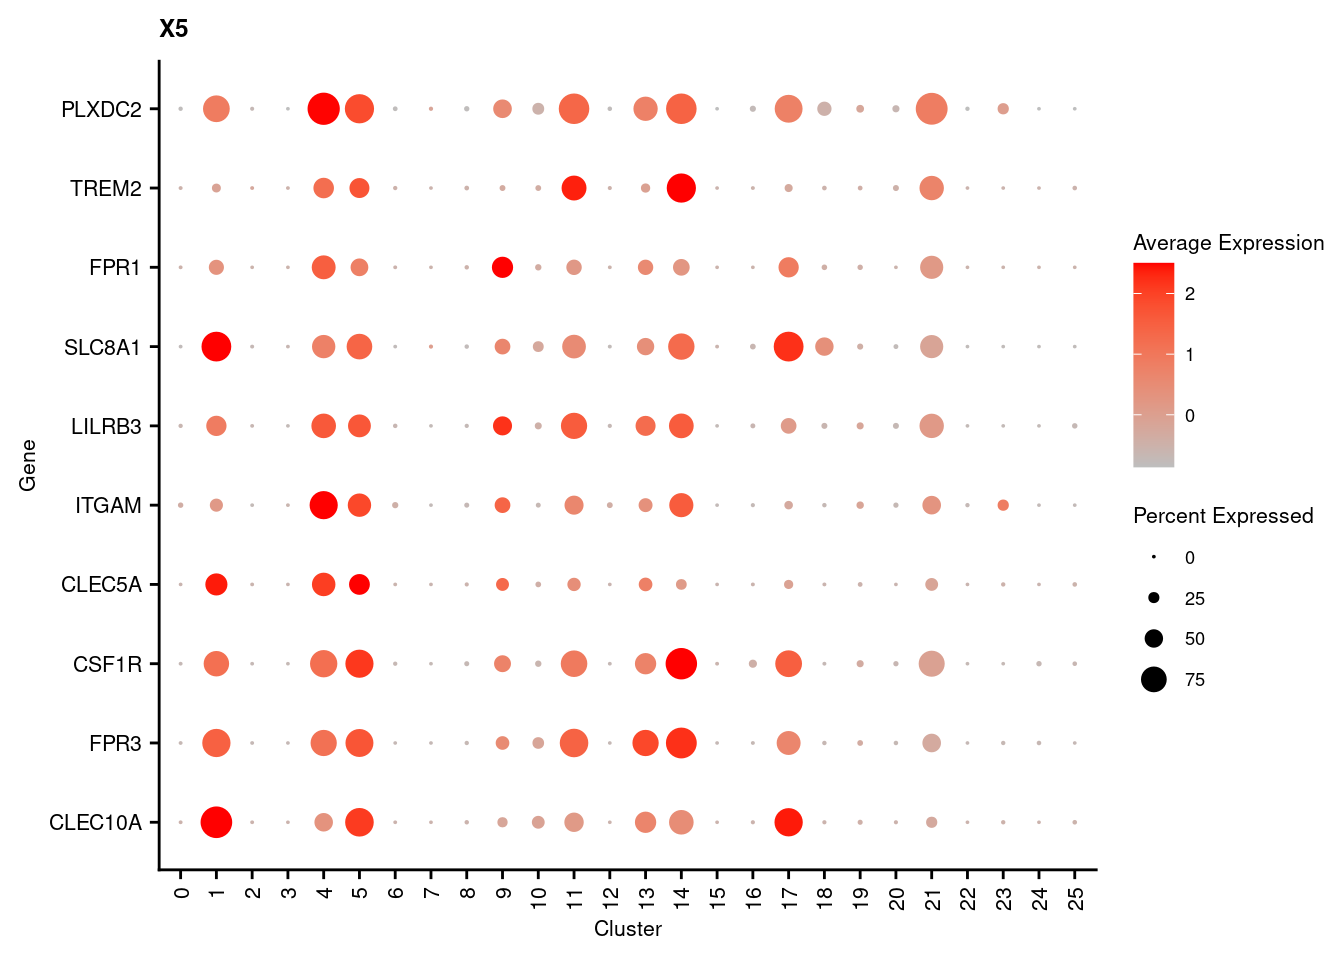 X5
PLXDC2
TREM2
FPR1
SLC8A1
LILRB3
ITGAM
CLEC5A
CSF1R
FPR3
CLEC10A
Gene
0 1 2 3 4 5 6 7 8 9 10 11 12 13 14 15 16 17 18 19 20 21 22 23 24 25
Cluster
Average Expression
2
1
0
Percent Expressed
0
25
50
75